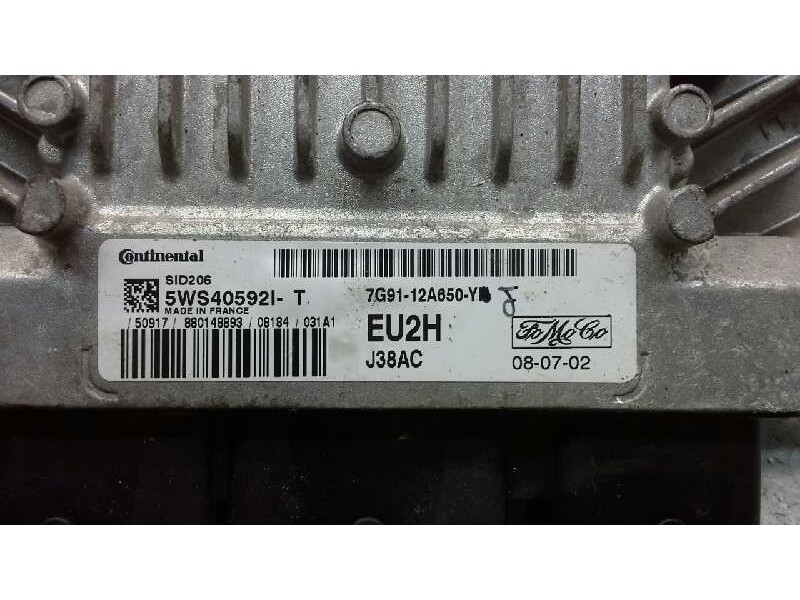 Continental
SID206
5WS40592I- T
MADE IN FRANCE
/ 50917 / 880148893 / 08184 / 031A1
7G91-12A650-Y
EU2H
J38AC
FoMoCo
08-07-02